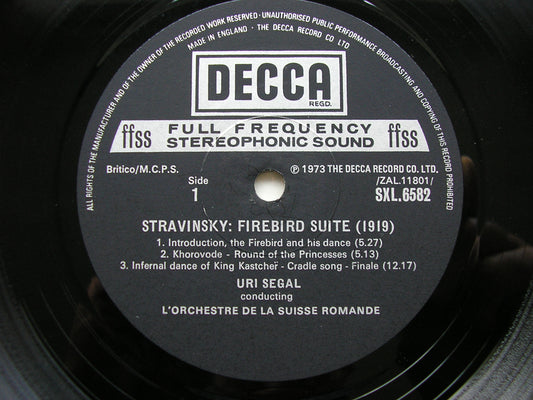 ALL RIGHTS OF THE MANUFACTURER AND OF THE OWNER OF THE RECORDED WORK RESERVED · UNAUTHORISED PUBLIC PERFORMANCE BROADCASTING AND COPYING OF THIS RECORD PROHIBITED
MADE IN ENGLAND · THE DECCA RECORD CO LTD
DECCA
REGD.
ffss FULL FREQUENCY ffss
STEREOPHONIC SOUND
Britico/M.C.P.S.
Ⓟ 1973 THE DECCA RECORD CO. LTD.
Side /ZAL.11801/
1 SXL.6582
STRAVINSKY: FIREBIRD SUITE (1919)
1. Introduction, the Firebird and his dance (5.27)
2. Khorovode - Round of the Princesses (5.13)
3. Infernal dance of King Kastcheï - Cradle song - Finale (12.17)
URI SEGAL
conducting
L'ORCHESTRE DE LA SUISSE ROMANDE